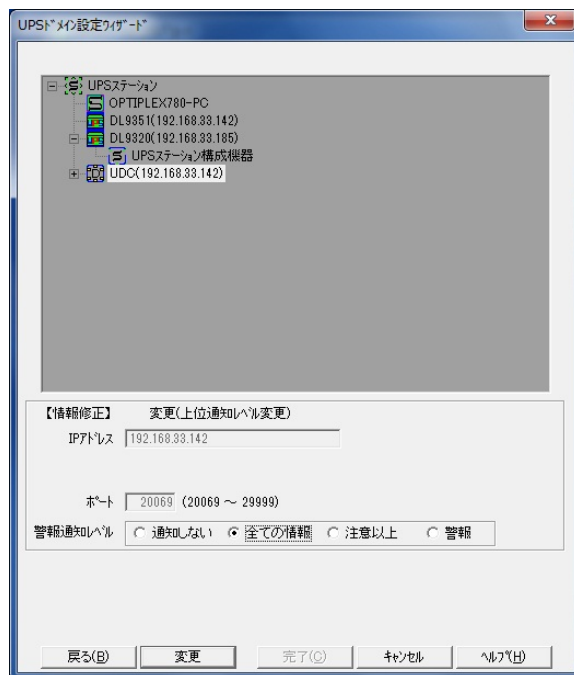 UPSﾄﾞﾒｲﾝ設定ｳｨｻﾞｰﾄﾞ
UPSｽﾃｰｼｮﾝ
OPTIPLEX780-PC
DL9351(192.168.33.142)
DL9320(192.168.33.185)
UPSｽﾃｰｼｮﾝ構成機器
UDC(192.168.33.142)
【情報修正】 変更(上位通知ﾚﾍﾞﾙ変更)
IPｱﾄﾞﾚｽ 192.168.33.142
ﾎﾟｰﾄ 20069 (20069 ～ 29999)
警報通知ﾚﾍﾞﾙ 通知しない 全ての情報 注意以上 警報
戻る(B) 変更 完了(C) ｷｬﾝｾﾙ ﾍﾙﾌﾟ(H)